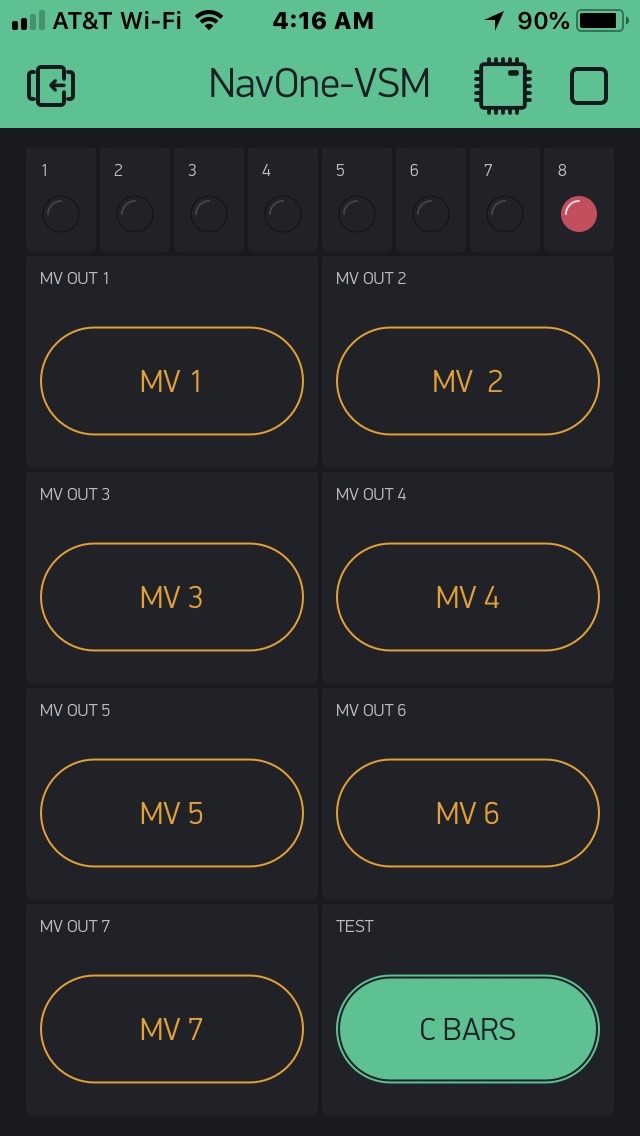 AT&T Wi-Fi 4:16 AM 90%
NavOne-VSM
1 2 3 4 5 6 7 8
MV OUT 1 MV OUT 2
MV 1 MV  2
MV OUT 3 MV OUT 4
MV 3 MV 4
MV OUT 5 MV OUT 6
MV 5 MV 6
MV OUT 7 TEST
MV 7 C BARS